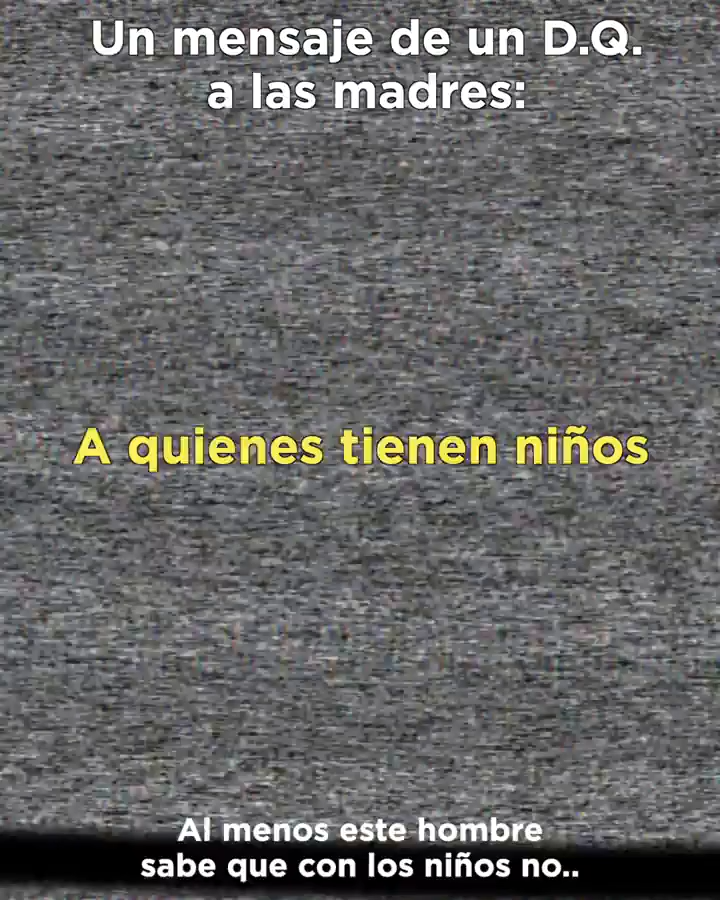 Un mensaje de un D.Q.
a las madres:
A quienes tienen niños
Al menos este hombre
sabe que con los niños no..